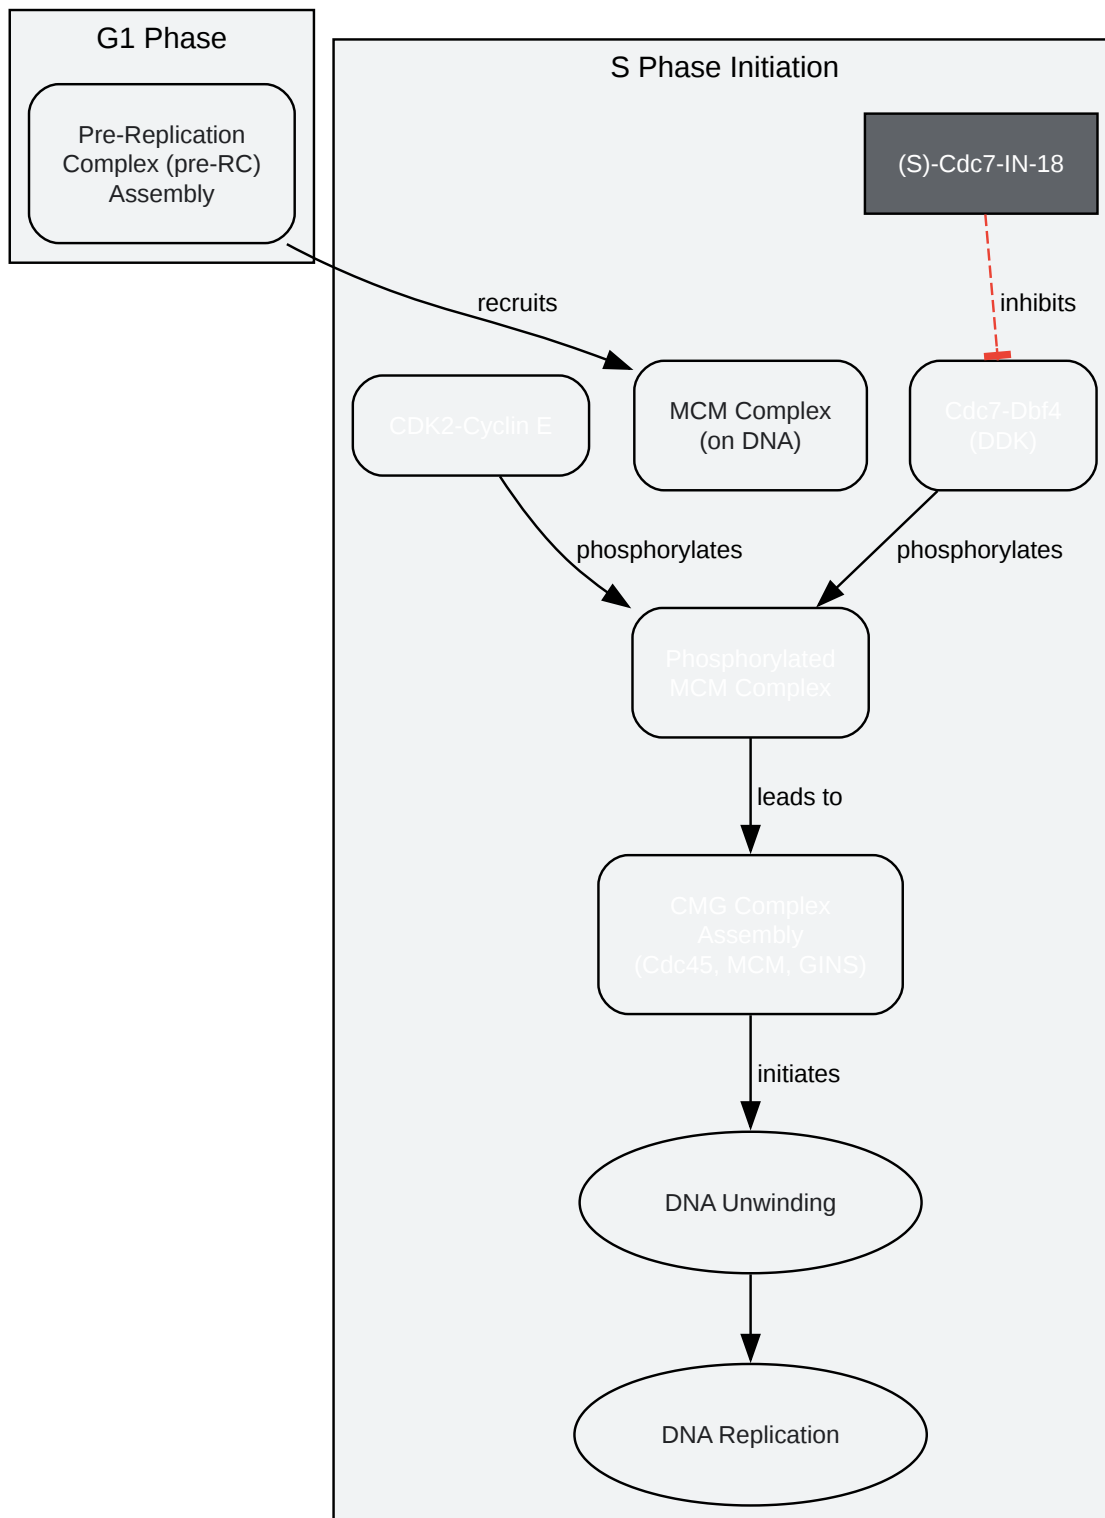 G1 Phase
Pre-Replication
Complex (pre-RC)
Assembly
S Phase Initiation
(S)-Cdc7-IN-18
recruits
inhibits
CDK2-Cyclin E
MCM Complex
(on DNA)
Cdc7-Dbf4
(DDK)
phosphorylates
phosphorylates
Phosphorylated
MCM Complex
leads to
CMG Complex
Assembly
(Cdc45, MCM, GINS)
initiates
DNA Unwinding
DNA Replication